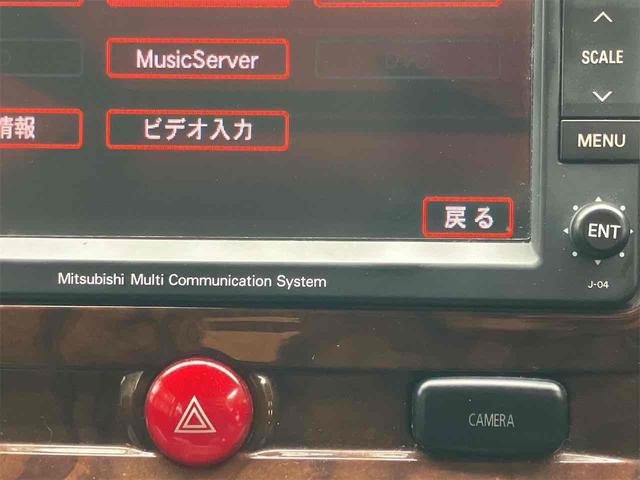 SCALE
MusicServer
DVD
MENU
情報
ビデオ入力
戻る
ENT
Mitsubishi Multi Communication System
J-04
CAMERA